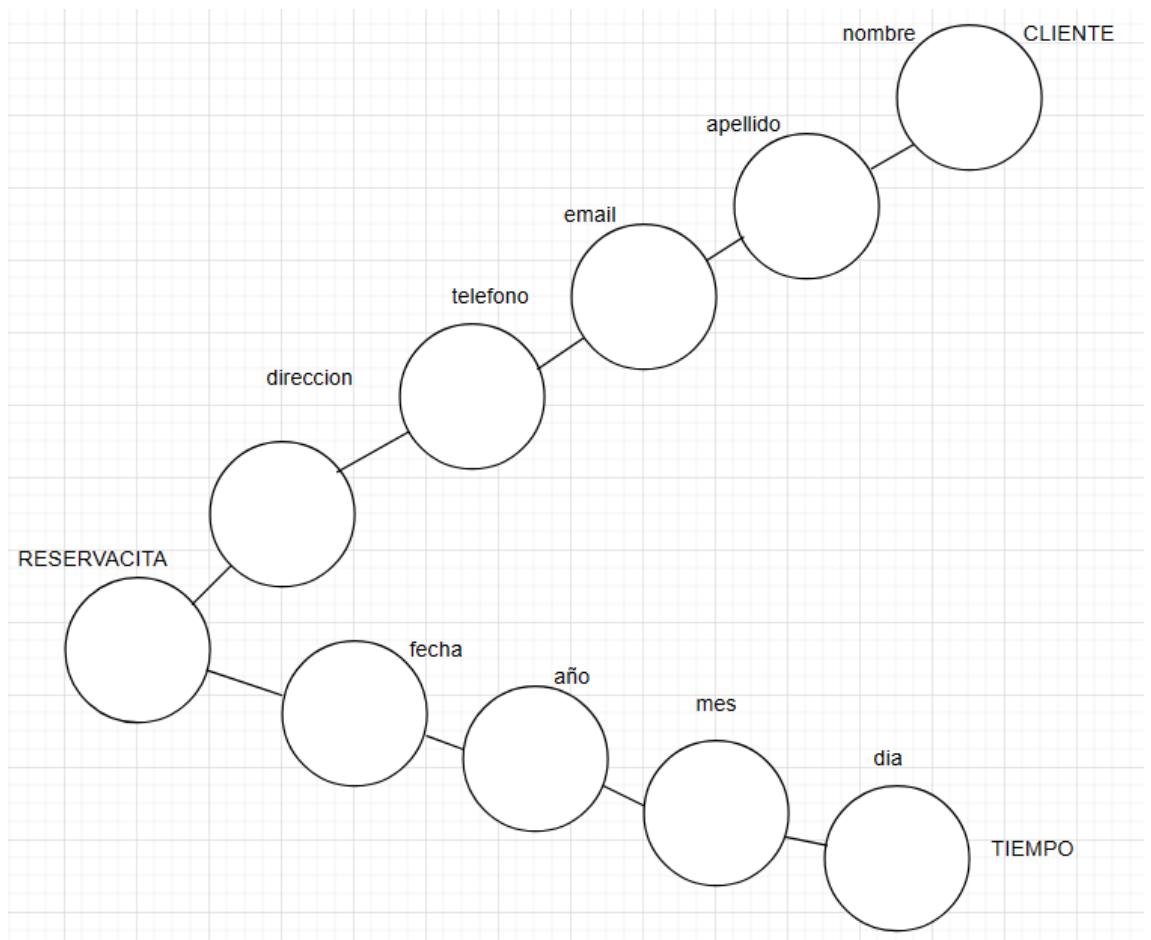 nombre
CLIENTE
apellido
email
telefono
direccion
RESERVACITA
fecha
año
mes
dia
TIEMPO